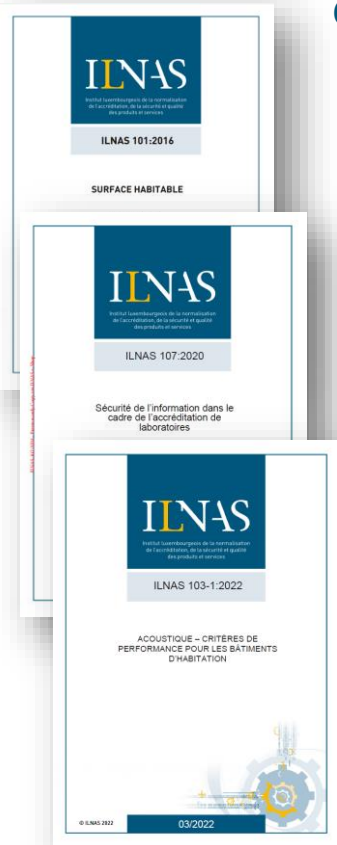 ILNAS
Institut luxembourgeois de la normalisation
de l'accréditation, de la sécurité et qualité
des produits et services
ILNAS 101:2016
SURFACE HABITABLE
ILNAS
Institut luxembourgeois de la normalisation
de l'accréditation, de la sécurité et qualité
des produits et services
ILNAS 107:2020
Sécurité de l'information dans le
cadre de l'accréditation de
laboratoires
ILNAS
Institut luxembourgeois de la normalisation
de l'accréditation, de la sécurité et qualité
des produits et services
ILNAS 103-1:2022
ACOUSTIQUE – CRITÈRES DE
PERFORMANCE POUR LES BÂTIMENTS
D'HABITATION
© ILNAS 2022
03/2022